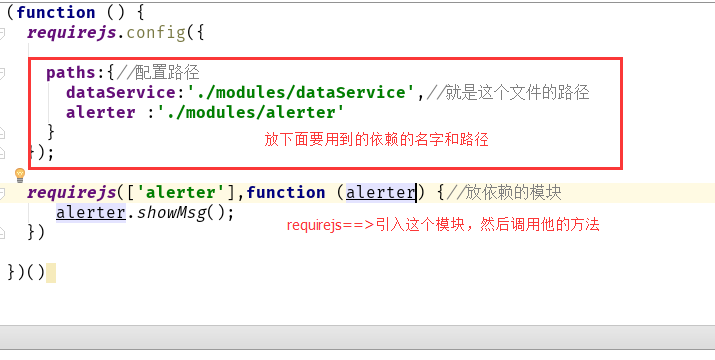 (function () {
requirejs.config({
paths:{//配置路径
dataService:'./modules/dataService',//就是这个文件的路径
alerter :'./modules/alerter'
}
放下面要用到的依赖的名字和路径
});
requirejs(['alerter'],function (alerter) {//放依赖的模块
alerter.showMsg();
requirejs==>引入这个模块，然后调用他的方法
})
})()